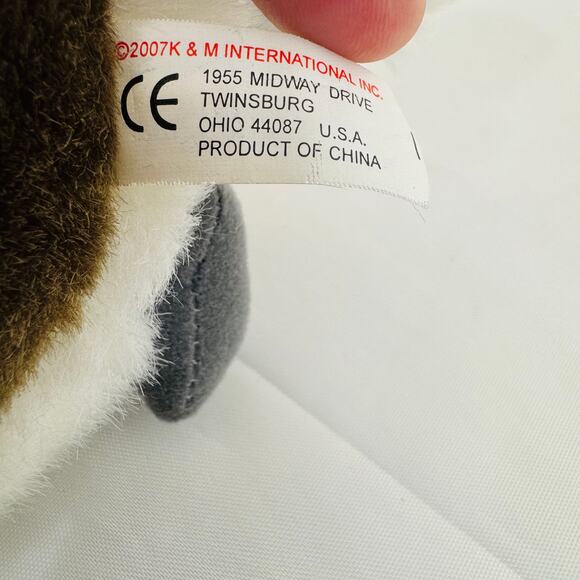 ©2007K & M INTERNATIONAL INC.
CE 1955 MIDWAY DRIVE
TWINSBURG
OHIO 44087 U.S.A.
PRODUCT OF CHINA